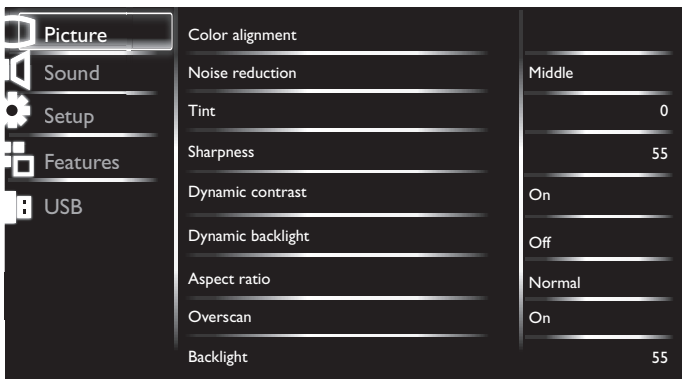 Picture
Sound
Setup
Features
USB
Color alignment
Noise reduction Middle
Tint 0
Sharpness 55
Dynamic contrast On
Dynamic backlight Off
Aspect ratio Normal
Overscan On
Backlight 55